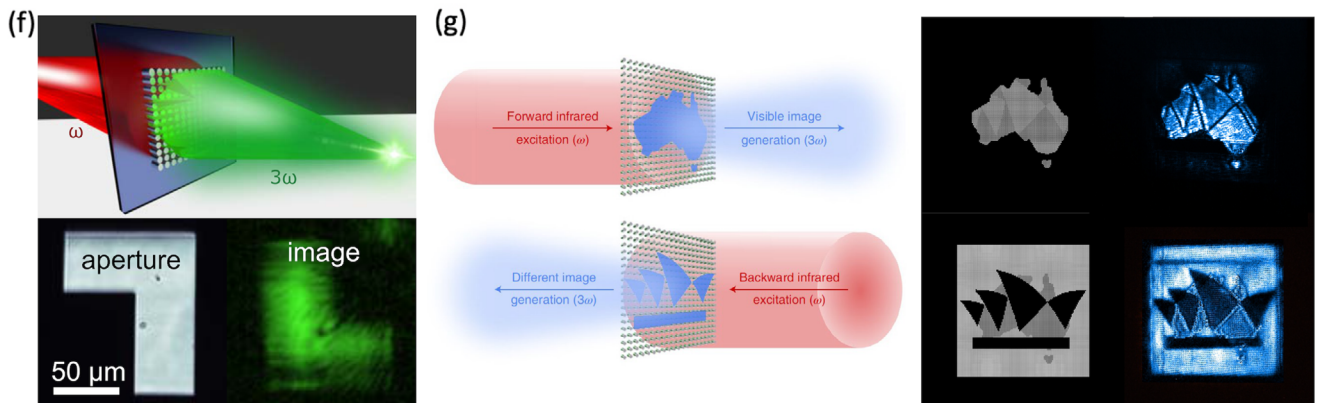 (f)
ω
3ω
aperture
image
50 µm
(g)
Forward infrared
excitation (ω)
Visible image
generation (3ω)
Different image
generation (3ω)
Backward infrared
excitation (ω)